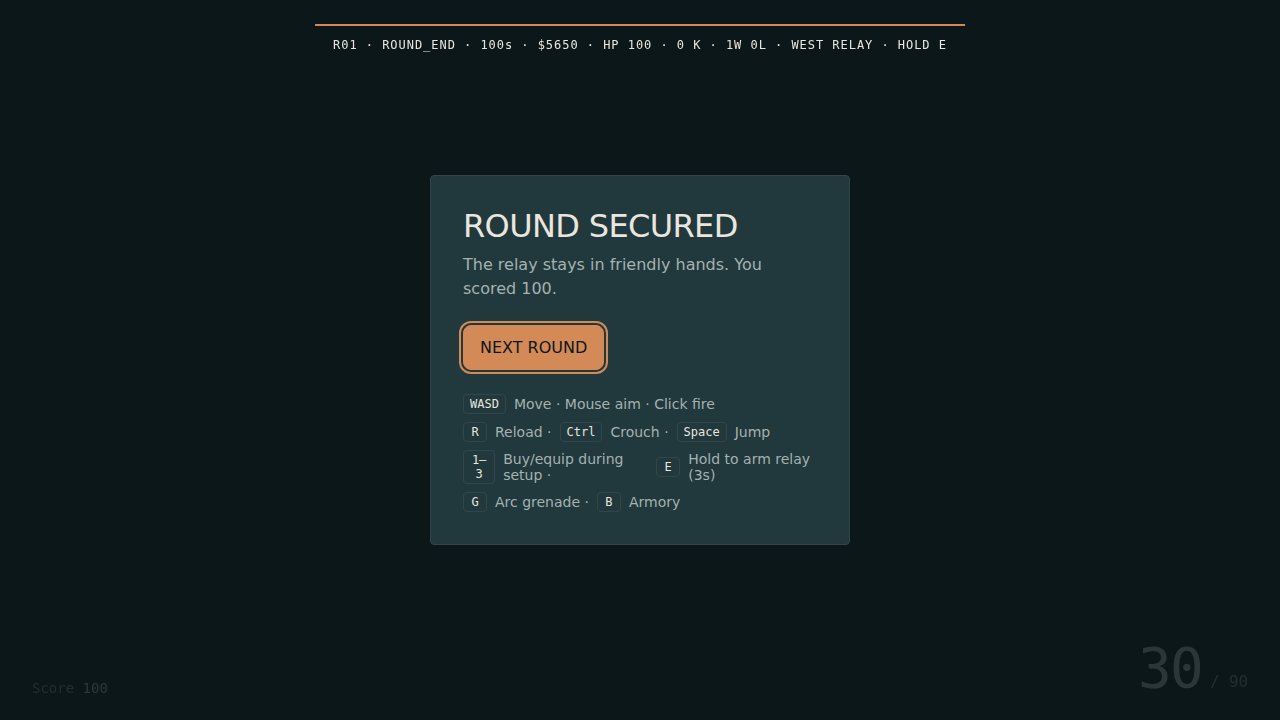 R01 · ROUND_END · 100s · $5650 · HP 100 · 0 K · 1W 0L · WEST RELAY · HOLD E
ROUND SECURED
The relay stays in friendly hands. You
scored 100.
NEXT ROUND
WASD Move · Mouse aim · Click fire
R Reload · Ctrl Crouch · Space Jump
1–3 Buy/equip during setup · E Hold to arm relay (3s)
G Arc grenade · B Armory
Score 100
30 / 90